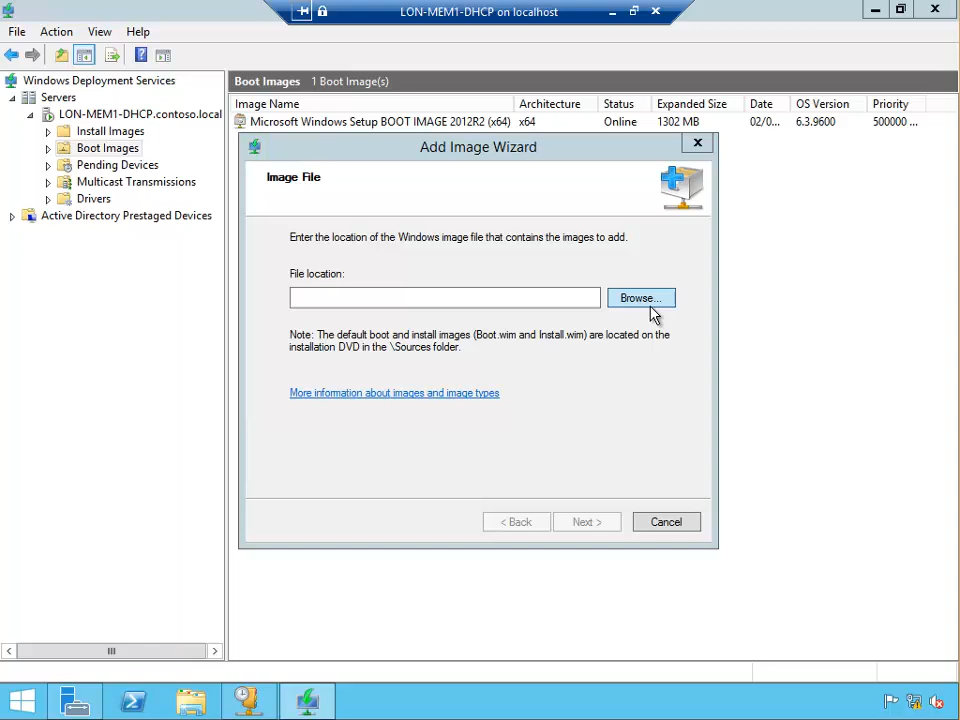 LON-MEM1-DHCP on localhost
File Action View Help
Windows Deployment Services
Servers
LON-MEM1-DHCP.contoso.local
Install Images
Boot Images
Pending Devices
Multicast Transmissions
Drivers
Active Directory Prestaged Devices
Boot Images 1 Boot Image(s)
Image Name Architecture Status Expanded Size Date OS Version Priority
Microsoft Windows Setup BOOT IMAGE 2012R2 (x64) x64 Online 1302 MB 02/0... 6.3.9600 500000 ...
Add Image Wizard
Image File
Enter the location of the Windows image file that contains the images to add.
File location:
Browse...
Note: The default boot and install images (Boot.wim and Install.wim) are located on the
installation DVD in the \Sources folder.
More information about images and image types
< Back Next > Cancel